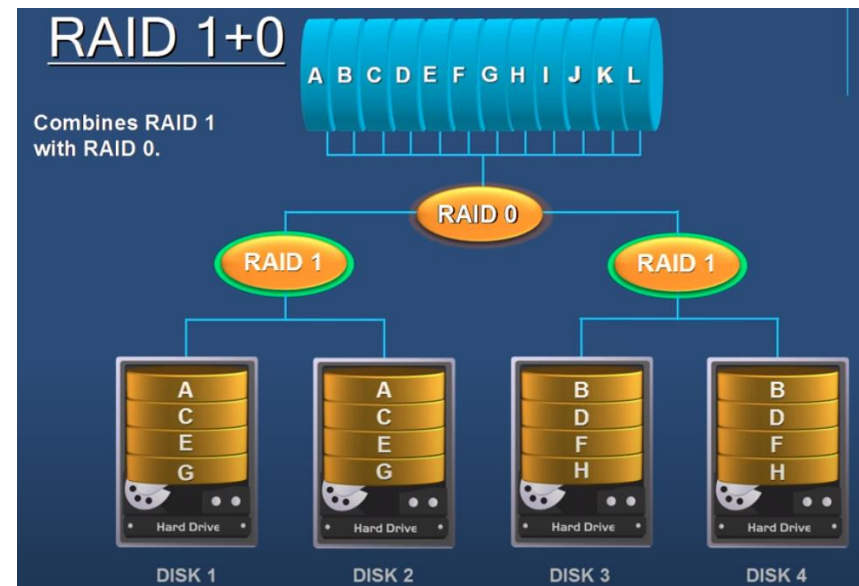 RAID 1+0
A B C D E F G H I J K L
Combines RAID 1
with RAID 0.
RAID 0
RAID 1
RAID 1
A
C
E
G
Hard Drive
DISK 1
A
C
E
G
Hard Drive
DISK 2
B
D
F
H
Hard Drive
DISK 3
B
D
F
H
Hard Drive
DISK 4